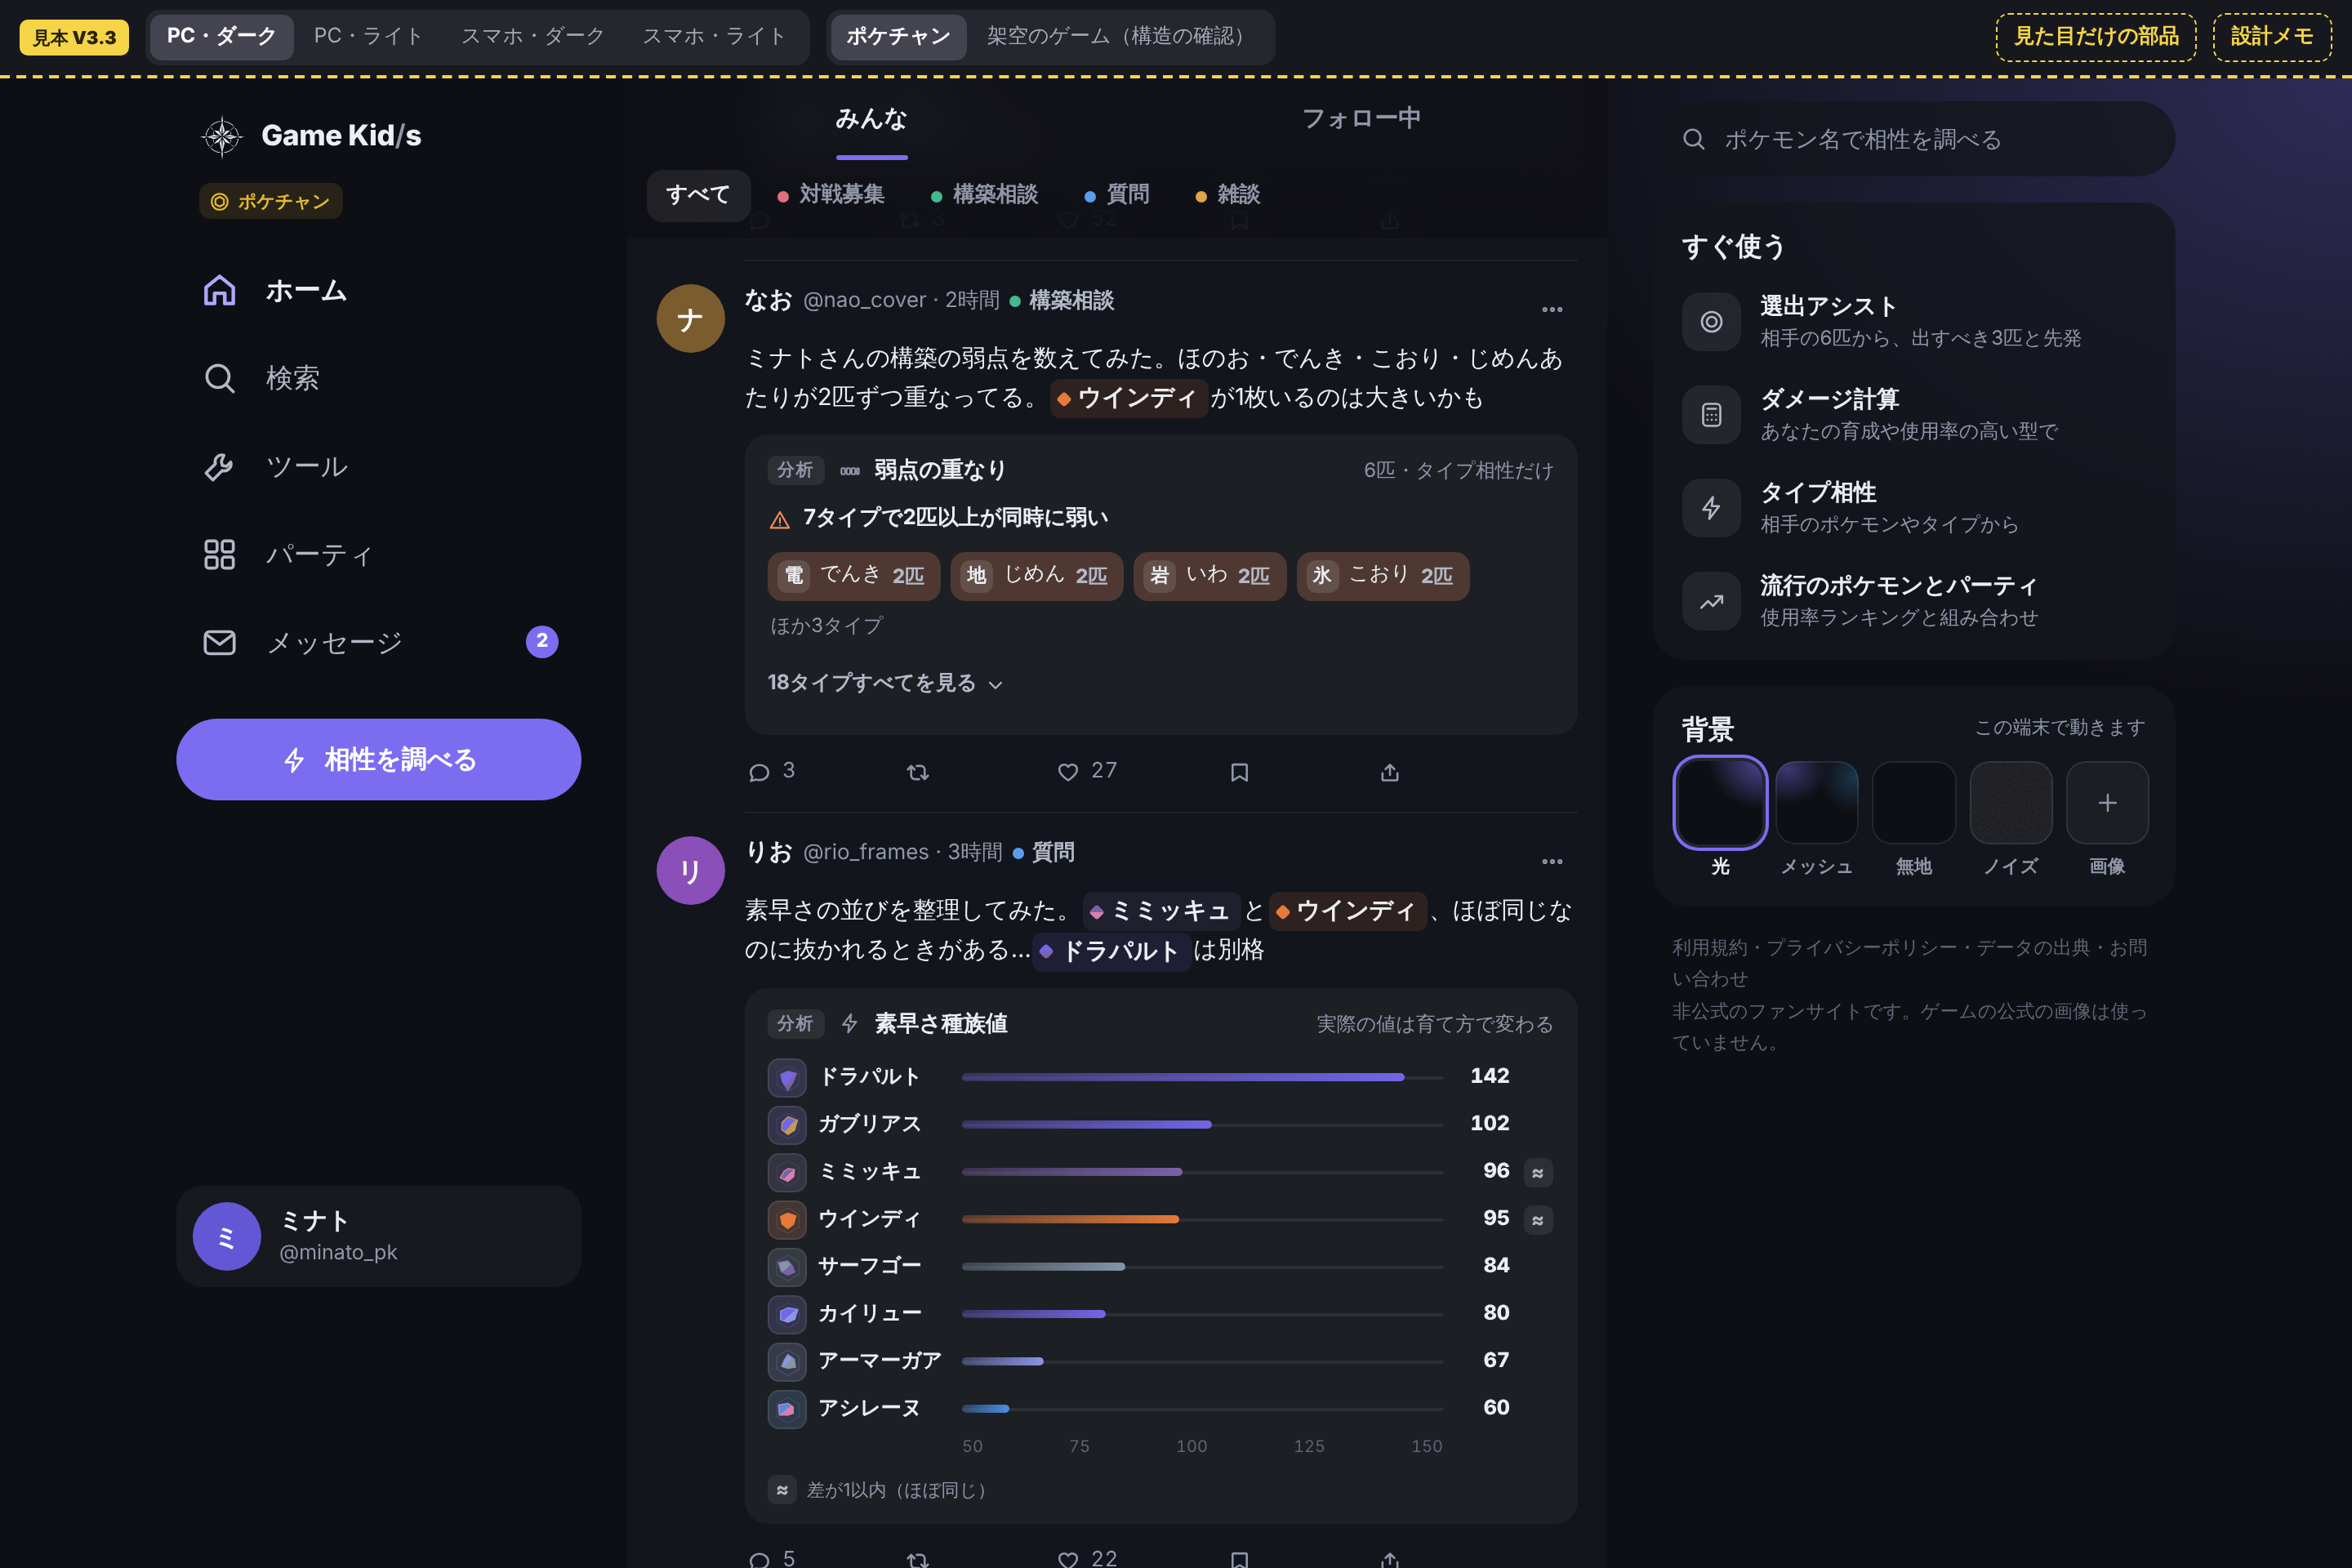 見本 V3.3
PC・ダーク
PC・ライト
スマホ・ダーク
スマホ・ライト
ポケチャン
架空のゲーム（構造の確認）
見た目だけの部品
設計メモ
Game Kid/s
ポケチャン
ホーム
検索
ツール
パーティ
メッセージ
2
相性を調べる
ミ
ミナト
@minato_pk
みんな
フォロー中
すべて
対戦募集
構築相談
質問
雑談
3
52
ナ
なお @nao_cover · 2時間 構築相談
ミナトさんの構築の弱点を数えてみた。ほのお・でんき・こおり・じめんあ
たりが2匹ずつ重なってる。 ウインディ が1枚いるのは大きいかも
分析 弱点の重なり 6匹・タイプ相性だけ
7タイプで2匹以上が同時に弱い
電 でんき 2匹
地 じめん 2匹
岩 いわ 2匹
氷 こおり 2匹
ほか3タイプ
18タイプすべてを見る
3
27
リ
りお @rio_frames · 3時間 質問
素早さの並びを整理してみた。 ミミッキュ と ウインディ 、ほぼ同じな
のに抜かれるときがある… ドラパルト は別格
分析 素早さ種族値 実際の値は育て方で変わる
ドラパルト 142
ガブリアス 102
ミミッキュ 96 ≈
ウインディ 95 ≈
サーフゴー 84
カイリュー 80
アーマーガア 67
アシレーヌ 60
50 75 100 125 150
≈ 差が1以内（ほぼ同じ）
5
22
ポケモン名で相性を調べる
すぐ使う
選出アシスト
相手の6匹から、出すべき3匹と先発
ダメージ計算
あなたの育成や使用率の高い型で
タイプ相性
相手のポケモンやタイプから
流行のポケモンとパーティ
使用率ランキングと組み合わせ
背景
この端末で動きます
光
メッシュ
無地
ノイズ
画像
利用規約・プライバシーポリシー・データの出典・お問
い合わせ
非公式のファンサイトです。ゲームの公式の画像は使っ
ていません。